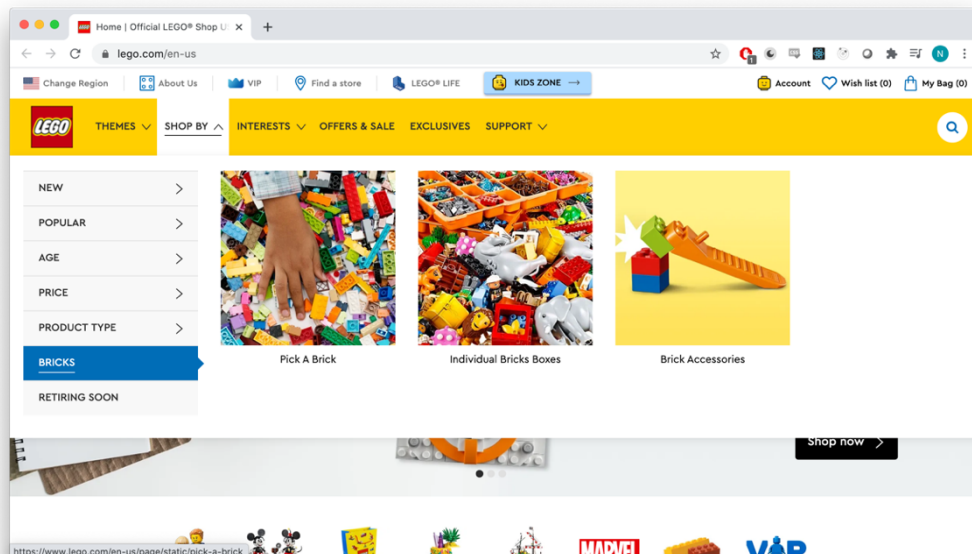 Home | Official LEGO® Shop U
lego.com/en-us
1
N
Change Region
About Us
VIP
Find a store
LEGO® LIFE
KIDS ZONE →
Account
Wish list (0)
My Bag (0)
LEGO
THEMES
SHOP BY
INTERESTS
OFFERS & SALE
EXCLUSIVES
SUPPORT
NEW
POPULAR
AGE
PRICE
PRODUCT TYPE
BRICKS
RETIRING SOON
Pick A Brick
Individual Bricks Boxes
Brick Accessories
Shop now
MARVEL
VIP
https://www.lego.com/en-us/page/static/pick-a-brick